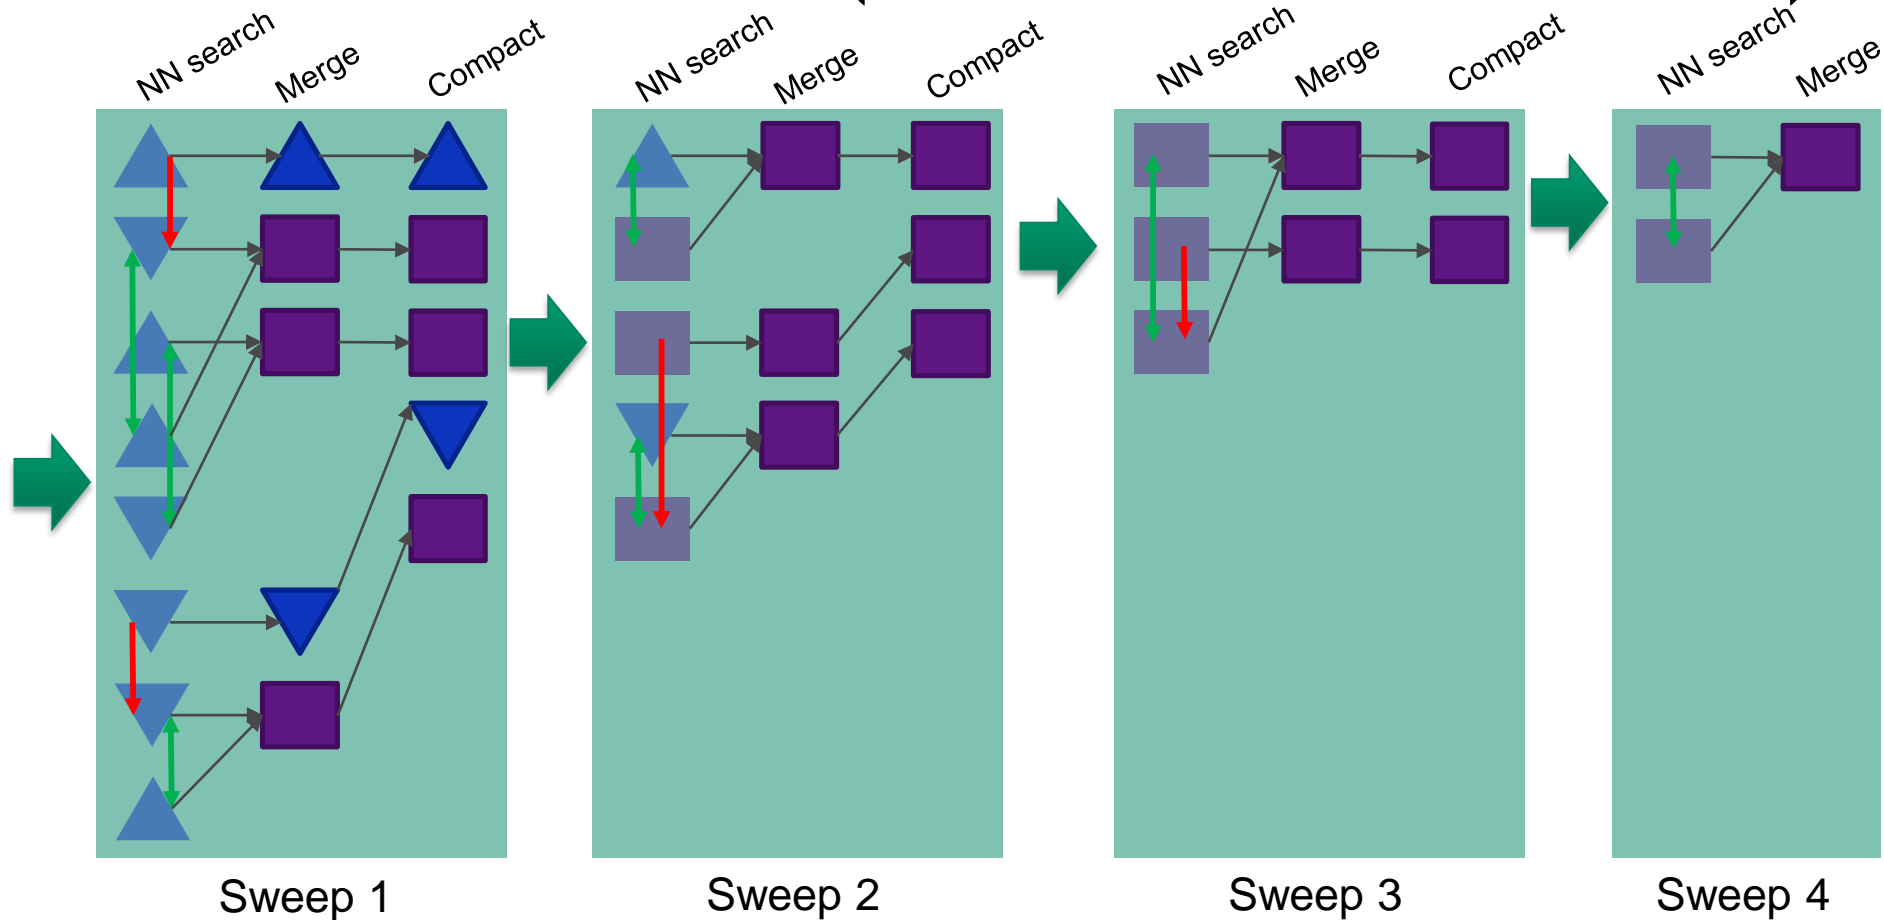 NN search Merge Compact
NN search Merge Compact
NN search Merge Compact
NN search Merge
Sweep 1
Sweep 2
Sweep 3
Sweep 4